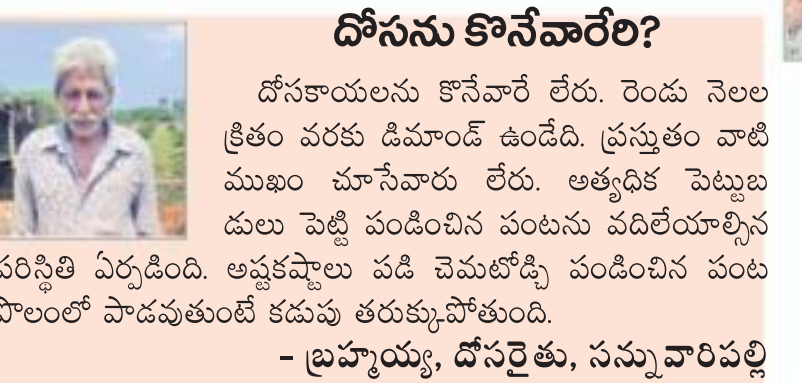 దోసను కొనేవారేరి?
దోసకాయలను కొనేవారే లేరు. రెండు నెలల
క్రితం వరకు డిమాండ్ ఉండేది. ప్రస్తుతం వాటి
ముఖం చూసేవారు లేరు. అత్యధిక పెట్టుబ
డులు పెట్టి పండించిన పంటను వదిలేయాల్సిన
పరిస్థితి ఏర్పడింది. అష్టకష్టాలు పడి చెమటోడ్చి పండించిన పంట
పొలంలో పాడవుతుంటే కడుపు తరుక్కుపోతుంది.
– బ్రహ్మయ్య, దోసరైతు, సన్నువారిపల్లి